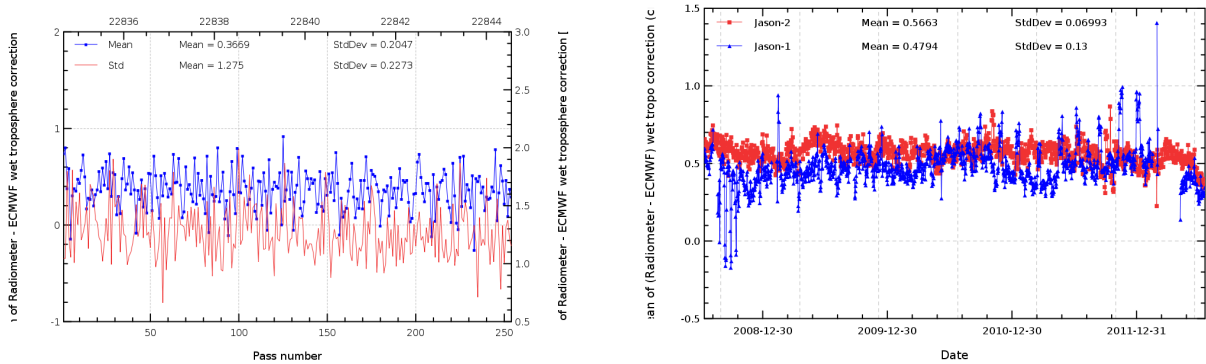 22836 22838 22840 22842 22844
2
1
0
-1
3.0
2.5
2.0
1.5
1.0
0.5
Mean Mean = 0.3669 StdDev = 0.2047
Std Mean = 1.275 StdDev = 0.2273
of Radiometer - ECMWF wet troposphere correction
of Radiometer - ECMWF wet troposphere correction [
50 100 150 200 250
Pass number
1.5
1.0
0.5
0.0
-0.5
Jason-2 Mean = 0.5663 StdDev = 0.06993
Jason-1 Mean = 0.4794 StdDev = 0.13
of (Radiometer - ECMWF) wet tropo correction (c
2008-12-30 2009-12-30 2010-12-30 2011-12-31
Date